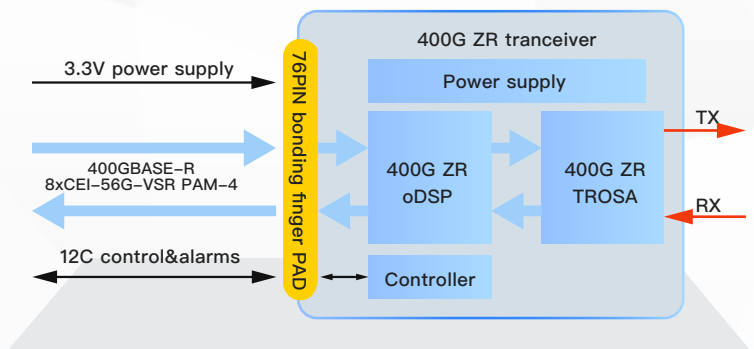 400G ZR tranceiver
3.3V power supply
Power supply
76PIN bonding finger PAD
TX
400GBASE-R
8xCEI-56G-VSR PAM-4
400G ZR
oDSP
400G ZR
TROSA
RX
12C control&alarms
Controller